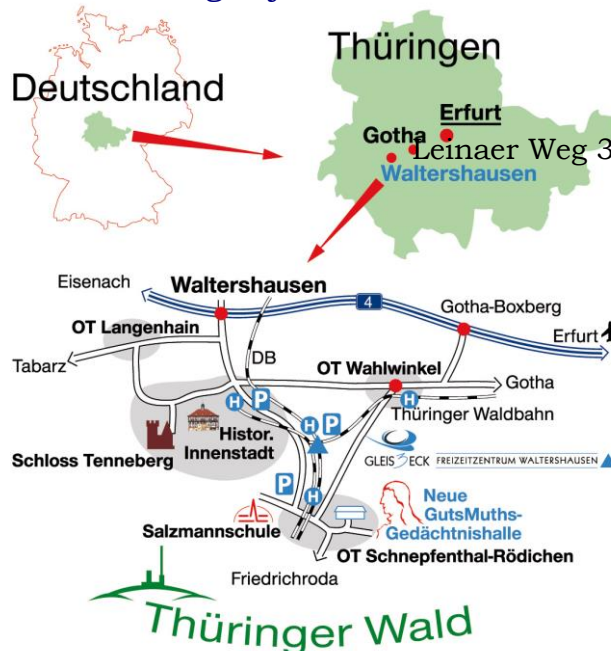 Thüringen
Deutschland
Erfurt
Gotha
Leinaer Weg 3
Waltershausen
Eisenach
Waltershausen
4
Gotha-Boxberg
OT Langenhain
Erfurt
Tabarz
DB
OT Wahlwinkel
Gotha
H
P
H
Thüringer Waldbahn
Histor.
Innenstadt
H
P
Schloss Tenneberg
GLEIS3ECK
FREIZEITZENTRUM WALTERSHAUSEN
P
H
Neue
GutsMuths-
Gedächtnishalle
Salzmannschule
OT Schnepfenthal-Rödichen
Friedrichroda
Thüringer Wald